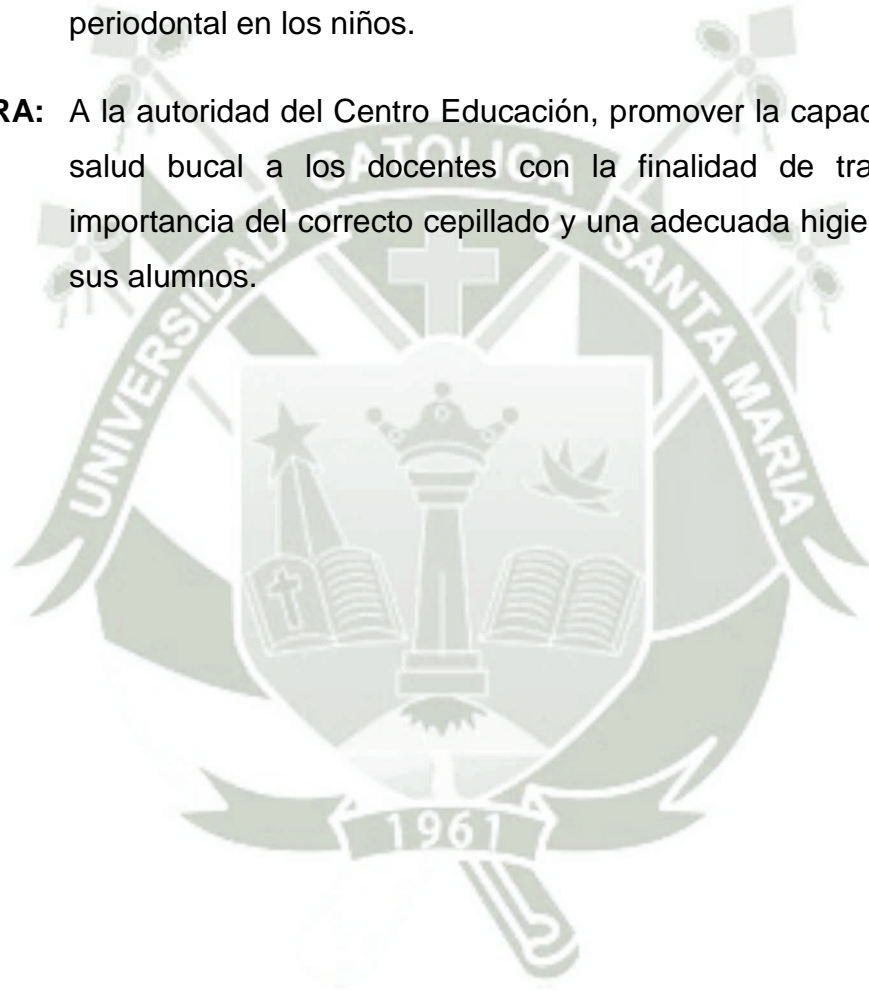 periodontal en los niños.
RA: A la autoridad del Centro Educación, promover la capac
salud bucal a los docentes con la finalidad de tra
importancia del correcto cepillado y una adecuada higie
sus alumnos.
UNIVERSIDAD CATOLICA SANTA MARIA
1961